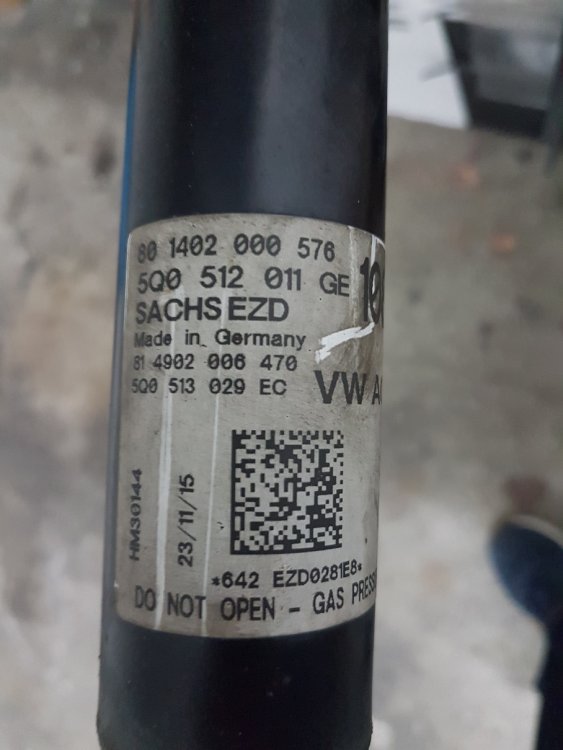 80 1402 000 576
5Q0 512 011 GE
SACHS EZD
Made in Germany
81 4902 006 470
5Q0 513 029 EC
VW
HM30144
23/11/15
*642 EZD0281E8*
DO NOT OPEN - GAS